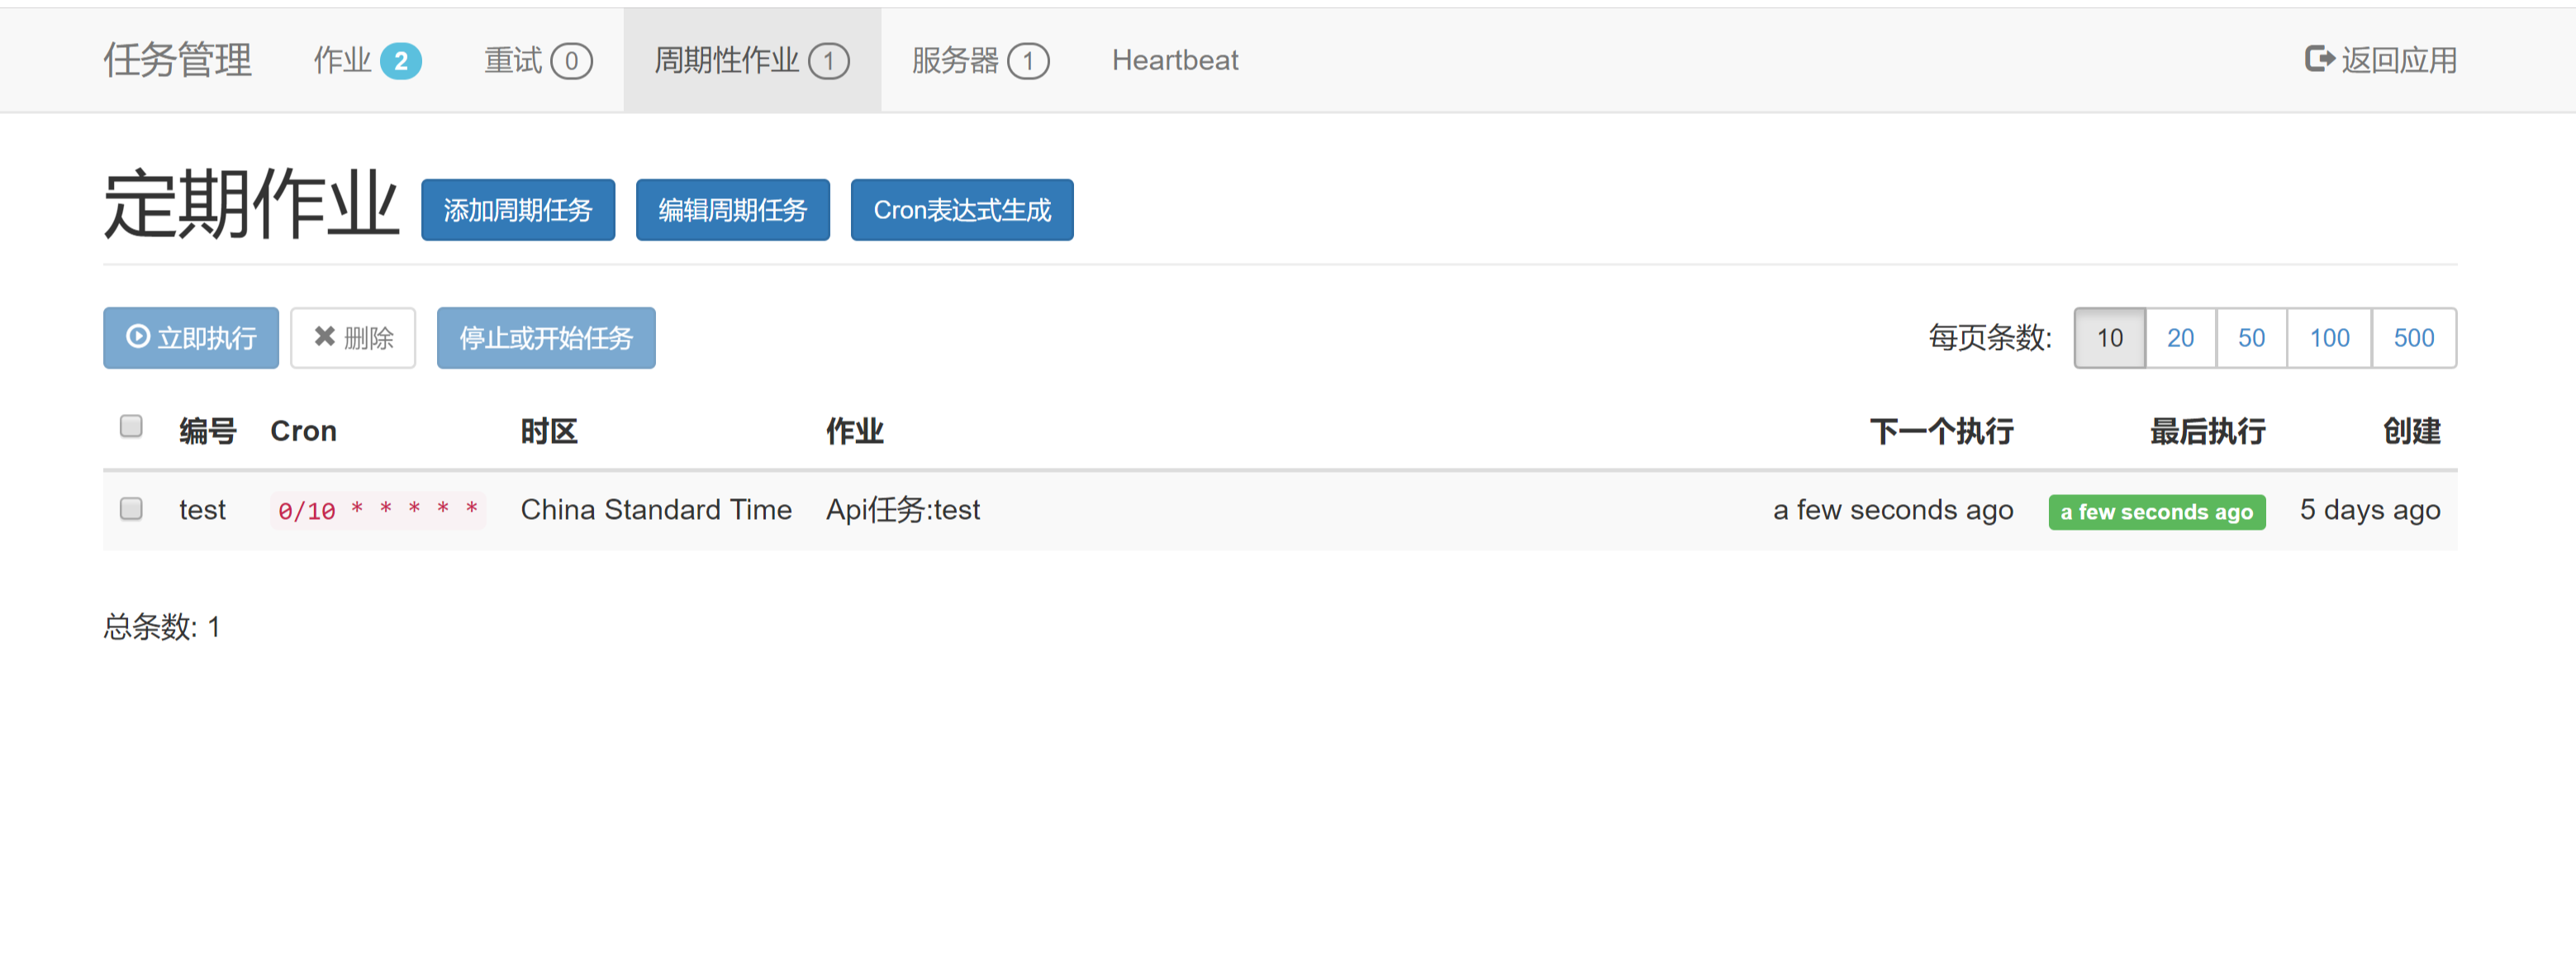 任务管理 作业 2 重试 0 周期性作业 1 服务器 1 Heartbeat 返回应用
定期作业 添加周期任务 编辑周期任务 Cron表达式生成
立即执行 删除 停止或开始任务 每页条数: 10 20 50 100 500
编号 Cron 时区 作业 下一个执行 最后执行 创建
test 0/10 * * * * * China Standard Time Api任务:test a few seconds ago a few seconds ago 5 days ago
总条数: 1